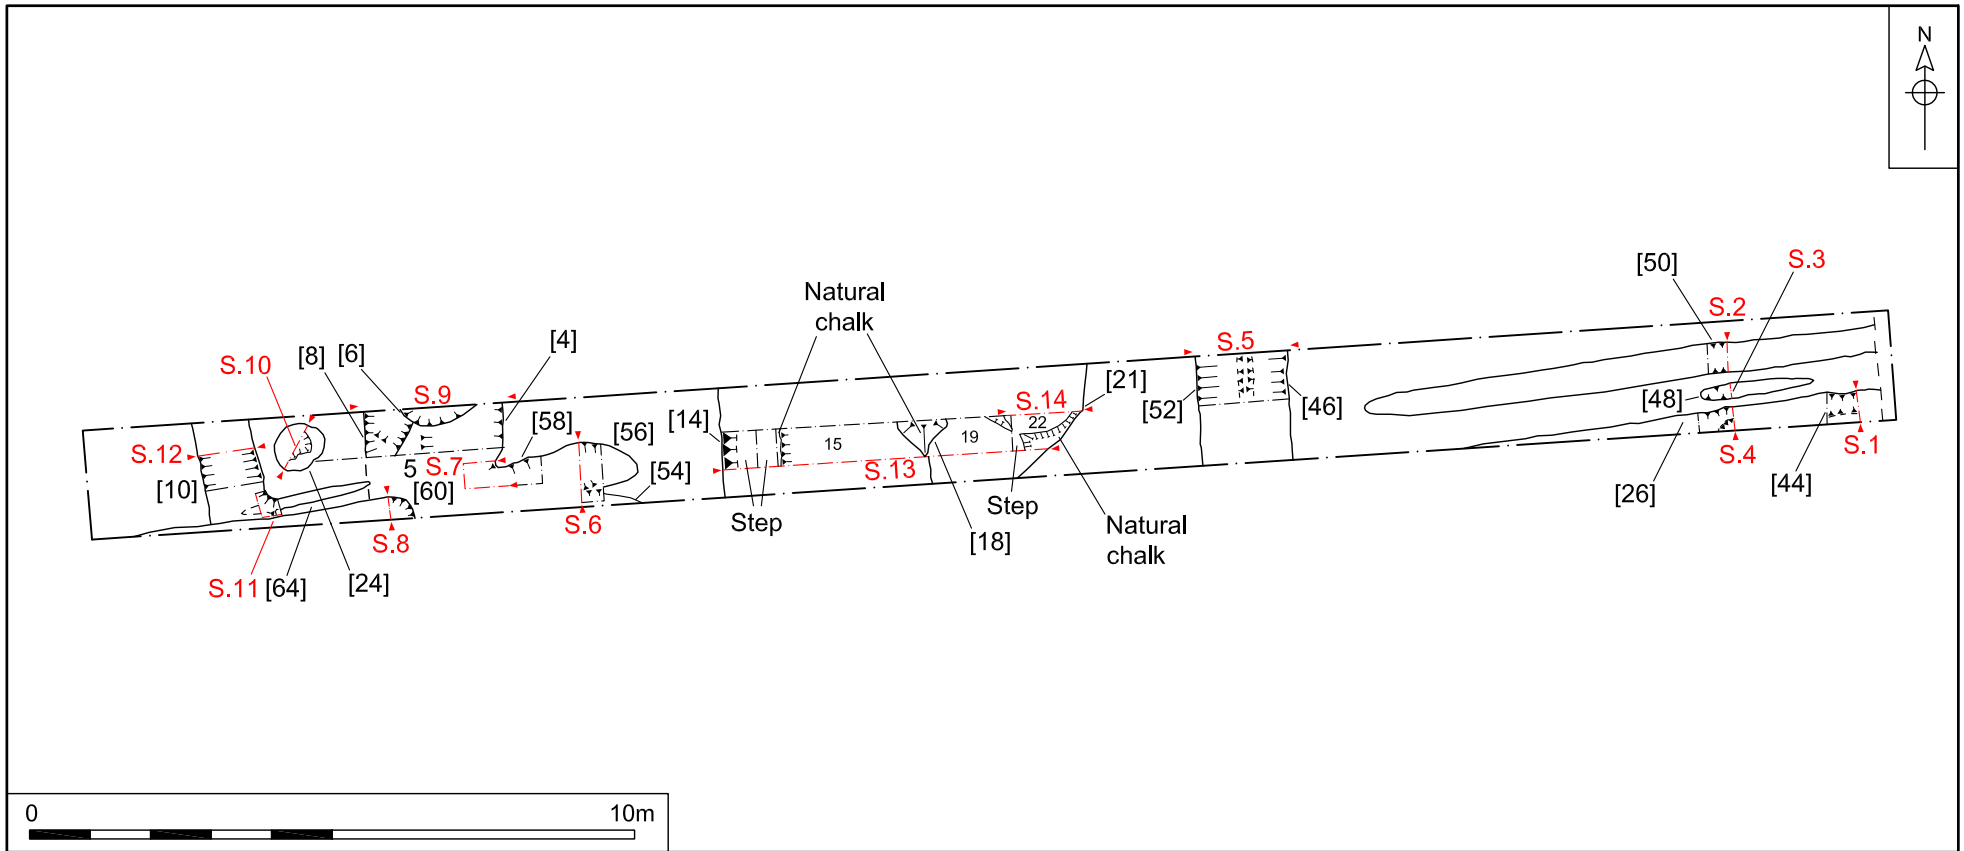 N
[50]
S.3
Natural
chalk
S.2
[4]
S.5
S.10
[8]
[6]
S.9
[21]
S.14
[52]
[46]
[48]
[58]
[56]
[14]
22
15
19
S.12
5
S.7
S.13
S.4
S.1
[10]
[60]
[54]
[26]
[44]
Step
Step
S.6
S.8
[18]
Natural
chalk
S.11
[64]
[24]
0
10m